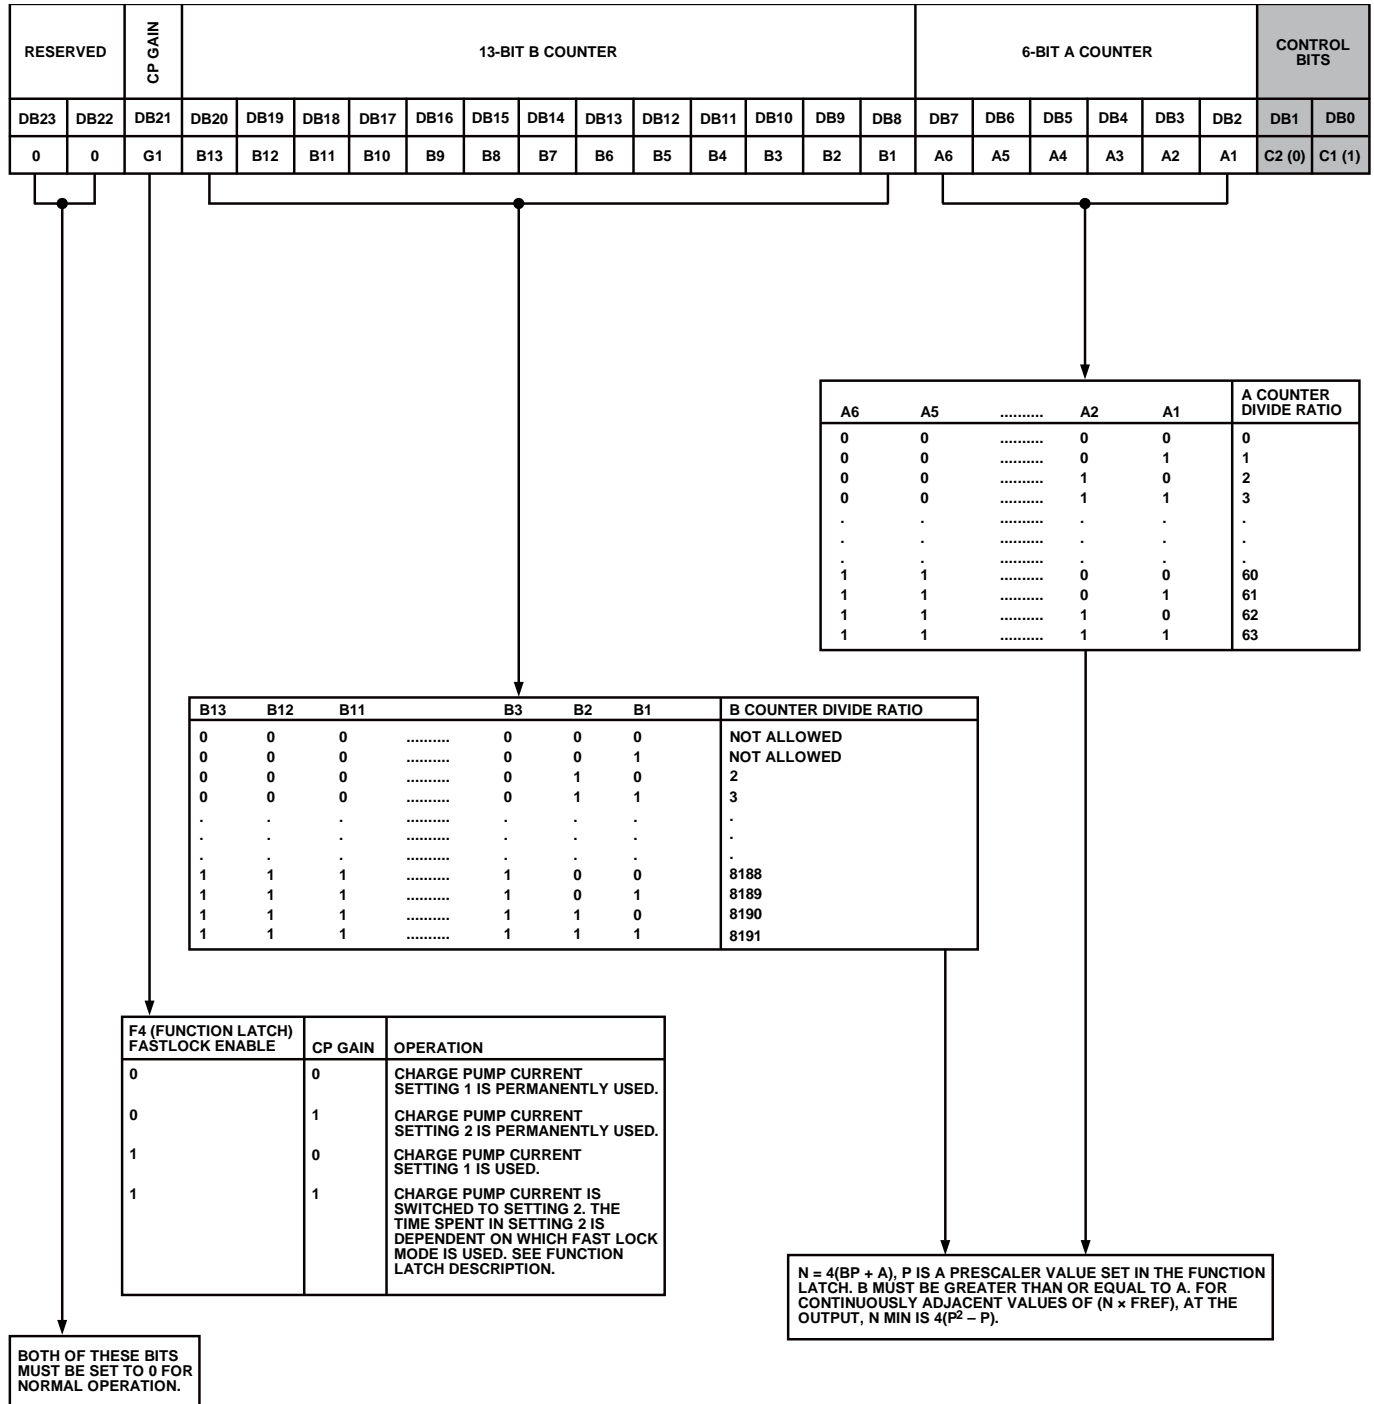 RESERVED
CP GAIN
13-BIT B COUNTER
6-BIT A COUNTER
CONTROL
BITS
DB23 DB22 DB21 DB20 DB19 DB18 DB17 DB16 DB15 DB14 DB13 DB12 DB11 DB10 DB9 DB8 DB7 DB6 DB5 DB4 DB3 DB2 DB1 DB0
0 0 G1 B13 B12 B11 B10 B9 B8 B7 B6 B5 B4 B3 B2 B1 A6 A5 A4 A3 A2 A1 C2 (0) C1 (1)
A6 A5 .......... A2 A1 A COUNTER
DIVIDE RATIO
0 0 .......... 0 0 0
0 0 .......... 0 1 1
0 0 .......... 1 0 2
0 0 .......... 1 1 3
. . .......... . . .
. . .......... . . .
. . .......... . . .
1 1 .......... 0 0 60
1 1 .......... 0 1 61
1 1 .......... 1 0 62
1 1 .......... 1 1 63
B13 B12 B11 B3 B2 B1 B COUNTER DIVIDE RATIO
0 0 0 .......... 0 0 0 NOT ALLOWED
0 0 0 .......... 0 0 1 NOT ALLOWED
0 0 0 .......... 0 1 0 2
0 0 0 .......... 0 1 1 3
. . . .......... . . . .
. . . .......... . . . .
. . . .......... . . . .
1 1 1 .......... 1 0 0 8188
1 1 1 .......... 1 0 1 8189
1 1 1 .......... 1 1 0 8190
1 1 1 .......... 1 1 1 8191
F4 (FUNCTION LATCH)
FASTLOCK ENABLE CP GAIN OPERATION
0 0 CHARGE PUMP CURRENT
SETTING 1 IS PERMANENTLY USED.
0 1 CHARGE PUMP CURRENT
SETTING 2 IS PERMANENTLY USED.
1 0 CHARGE PUMP CURRENT
SETTING 1 IS USED.
1 1 CHARGE PUMP CURRENT IS
SWITCHED TO SETTING 2. THE
TIME SPENT IN SETTING 2 IS
DEPENDENT ON WHICH FAST LOCK
MODE IS USED. SEE FUNCTION
LATCH DESCRIPTION.
N = 4(BP + A), P IS A PRESCALER VALUE SET IN THE FUNCTION
LATCH. B MUST BE GREATER THAN OR EQUAL TO A. FOR
CONTINUOUSLY ADJACENT VALUES OF (N × FREF), AT THE
OUTPUT, N MIN IS 4(P² – P).
BOTH OF THESE BITS
MUST BE SET TO 0 FOR
NORMAL OPERATION.